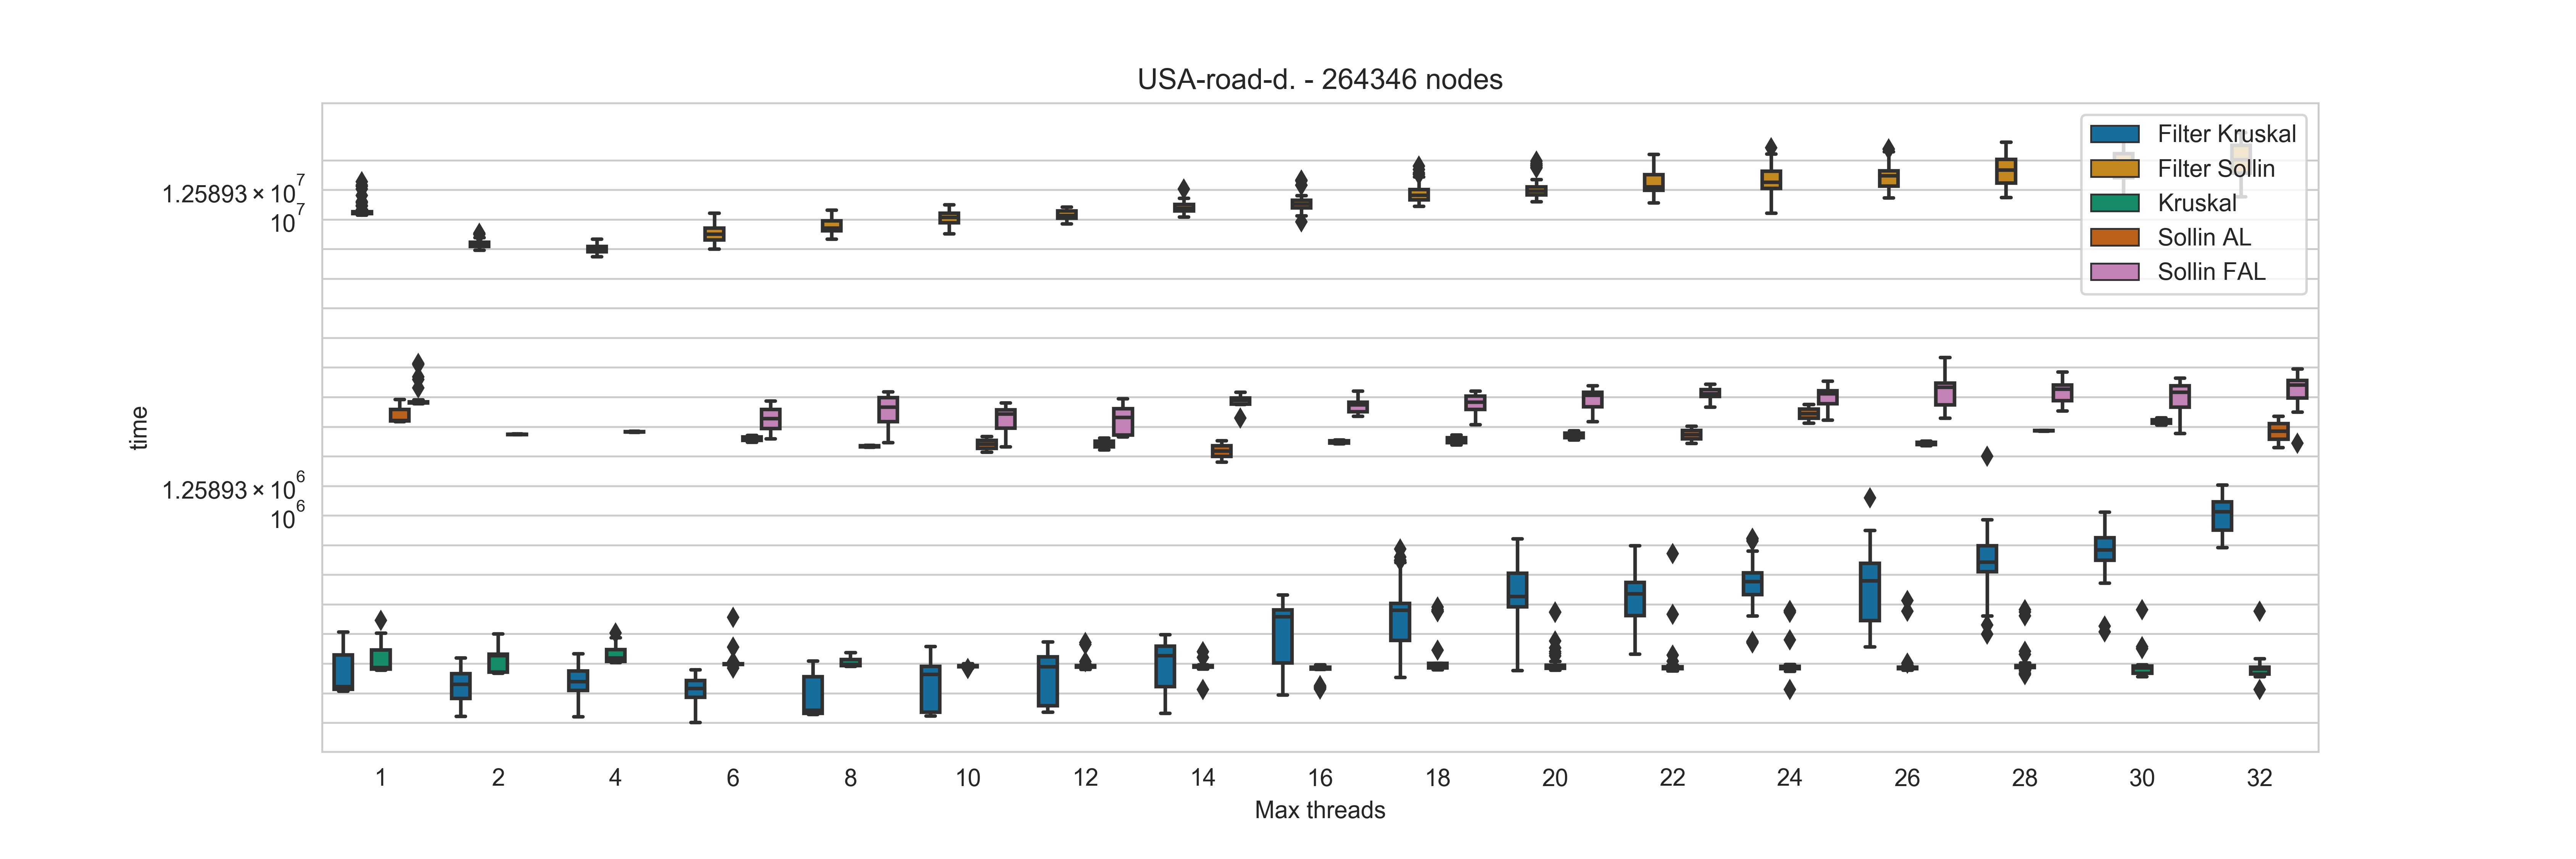 USA-road-d. - 264346 nodes
Filter Kruskal
Filter Sollin
Kruskal
Sollin AL
Sollin FAL
1.25893 × 10^7
10^7
time
1.25893 × 10^6
10^6
1 2 4 6 8 10 12 14 16 18 20 22 24 26 28 30 32
Max threads